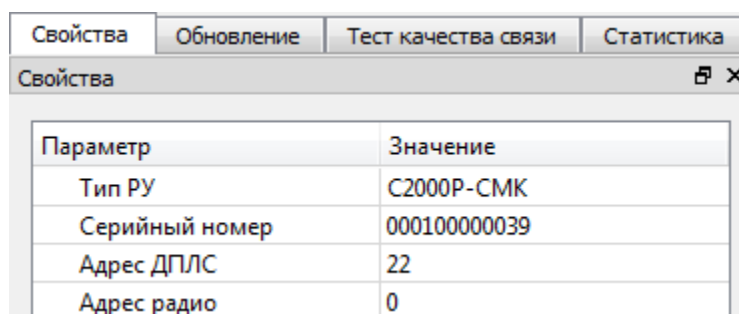 Свойства Обновление Тест качества связи Статистика
Свойства
Параметр Значение
Тип РУ С2000Р-СМК
Серийный номер 000100000039
Адрес ДПЛС 22
Адрес радио 0